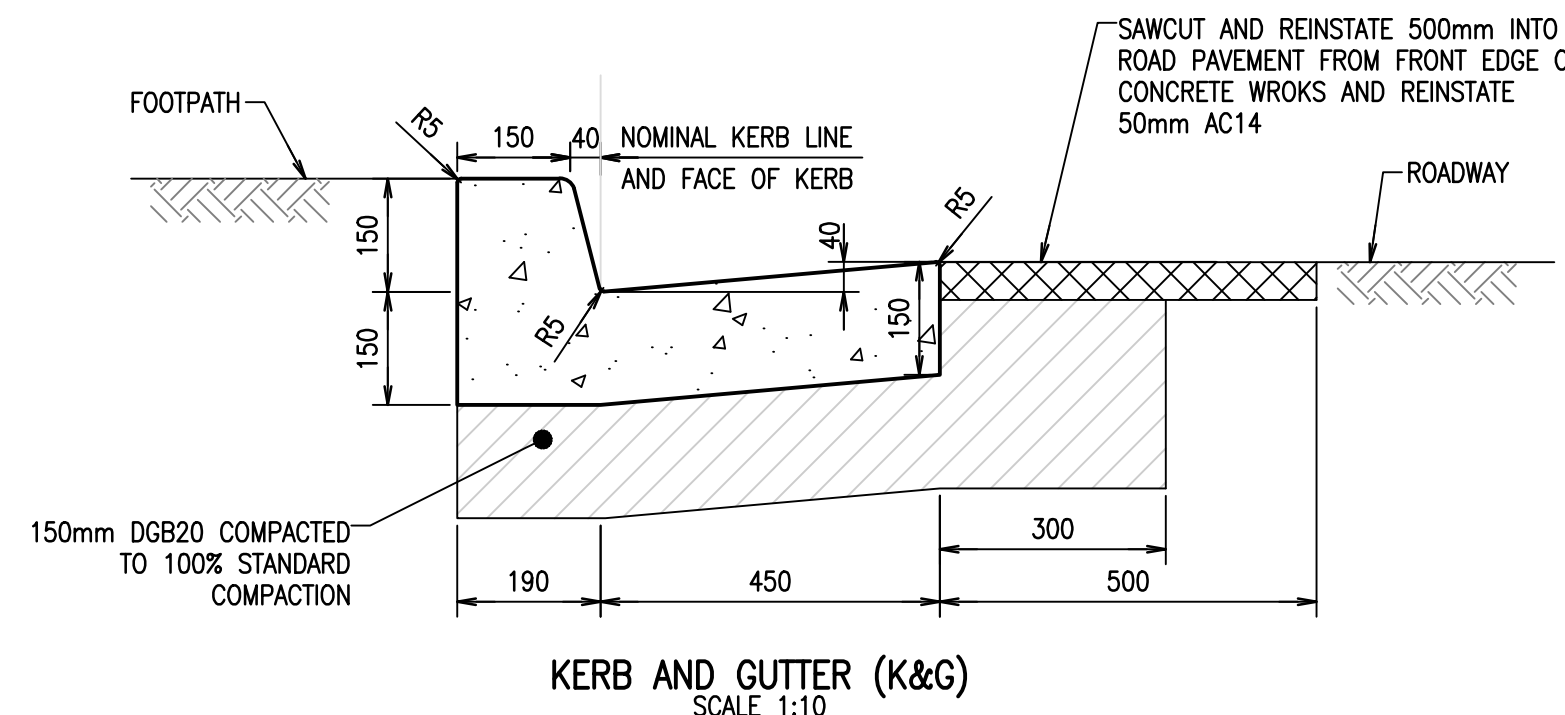 SAWCUT AND REINSTATE 500mm INTO
ROAD PAVEMENT FROM FRONT EDGE
CONCRETE WROKS AND REINSTATE
50mm AC14
FOOTPATH
R5
150
40
NOMINAL KERB LINE
AND FACE OF KERB
ROADWAY
R5
40
150
150
R5
150
150mm DGB20 COMPACTED
TO 100% STANDARD
COMPACTION
300
190
450
500
KERB AND GUTTER (K&G)
SCALE 1:10